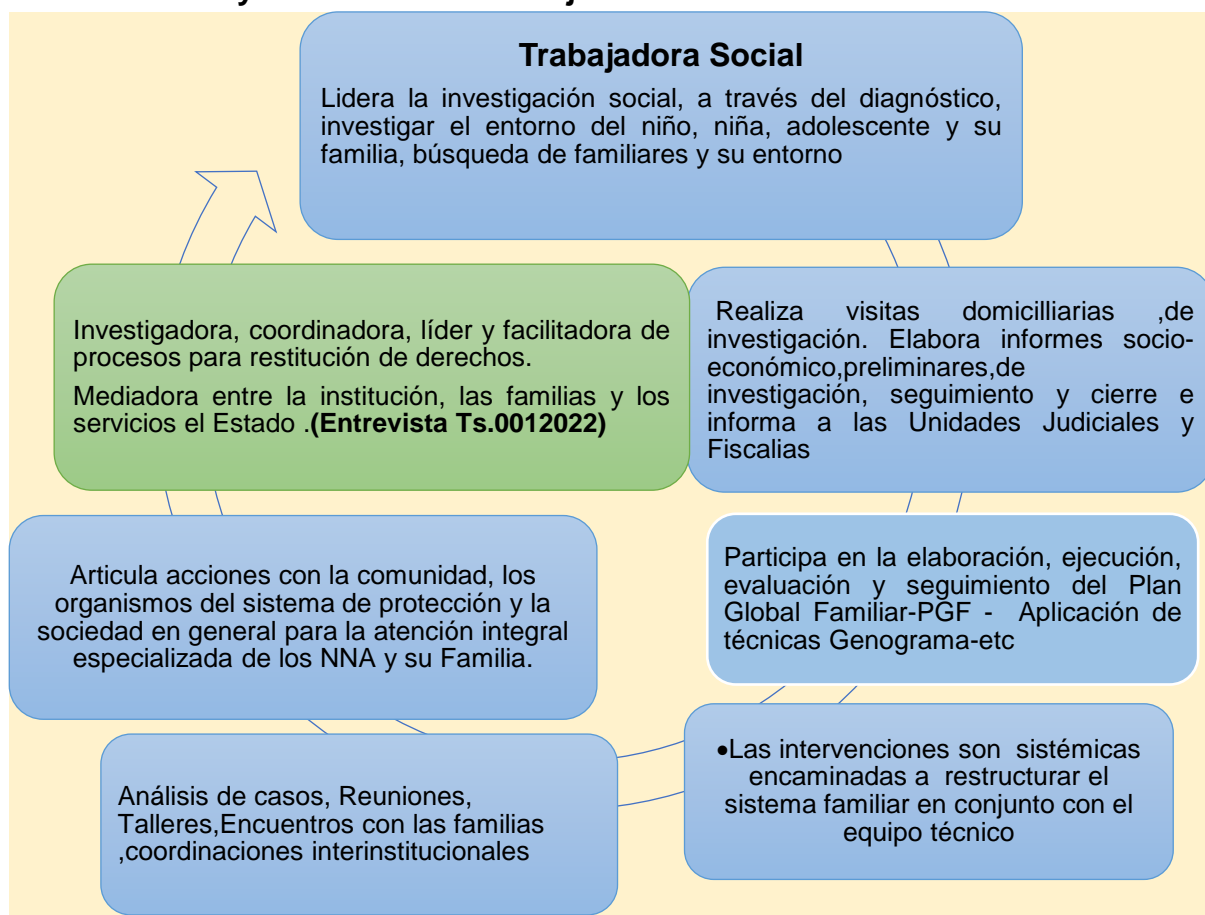 Trabajadora Social
Lidera la investigación social, a través del diagnóstico,
investigar el entorno del niño, niña, adolescente y su
familia, búsqueda de familiares y su entorno
Realiza visitas domicilliarias ,de
investigación. Elabora informes socio-
económico,preliminares,de
investigación, seguimiento y cierre e
informa a las Unidades Judiciales y
Fiscalias
Participa en la elaboración, ejecución,
evaluación y seguimiento del Plan
Global Familiar-PGF - Aplicación de
técnicas Genograma-etc
•Las intervenciones son sistémicas
encaminadas a restructurar el
sistema familiar en conjunto con el
equipo técnico
Análisis de casos, Reuniones,
Talleres,Encuentros con las familias
,coordinaciones interinstitucionales
Articula acciones con la comunidad, los
organismos del sistema de protección y la
sociedad en general para la atención integral
especializada de los NNA y su Familia.
Investigadora, coordinadora, líder y facilitadora de
procesos para restitución de derechos.
Mediadora entre la institución, las familias y los
servicios el Estado .(Entrevista Ts.0012022)